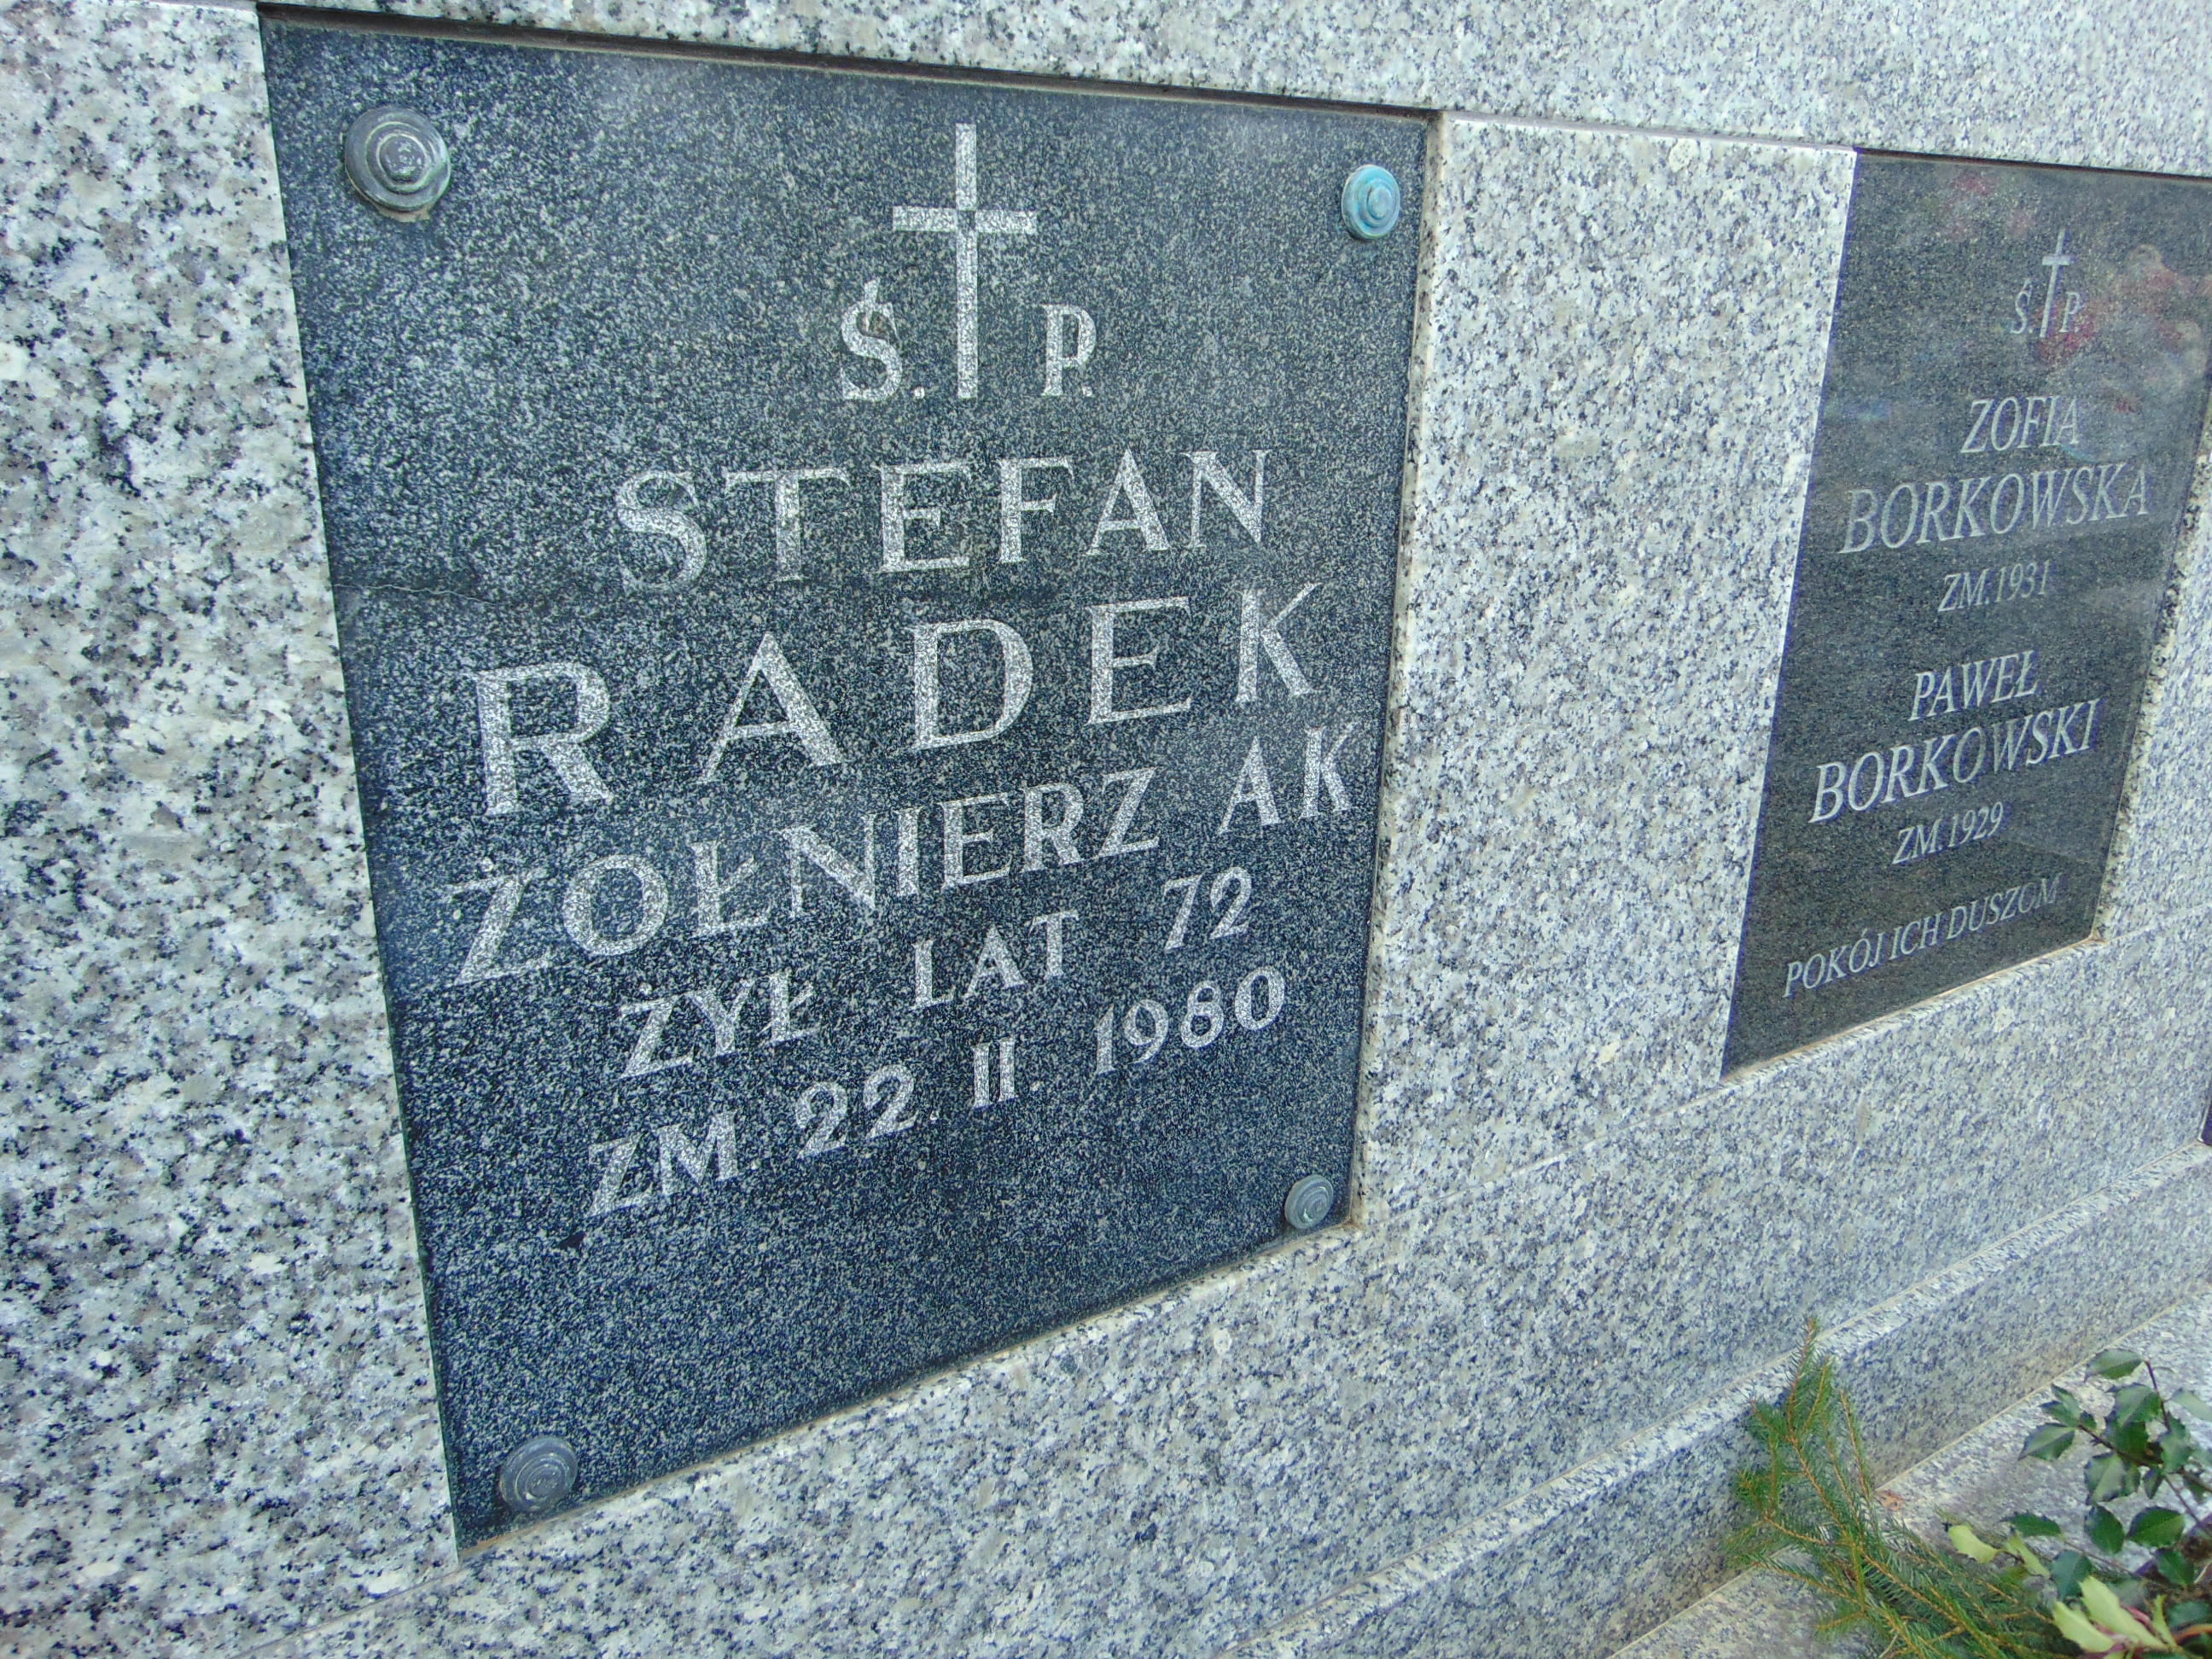 Ś. P.
STEFAN
RADEK
ŻOŁNIERZ AK
ŻYŁ LAT 72
ZM. 22. II. 1980
Ś. P.
ZOFIA
BORKOWSKA
ZM. 1931
PAWEŁ
BORKOWSKI
ZM. 1929
POKÓJ ICH DUSZOM